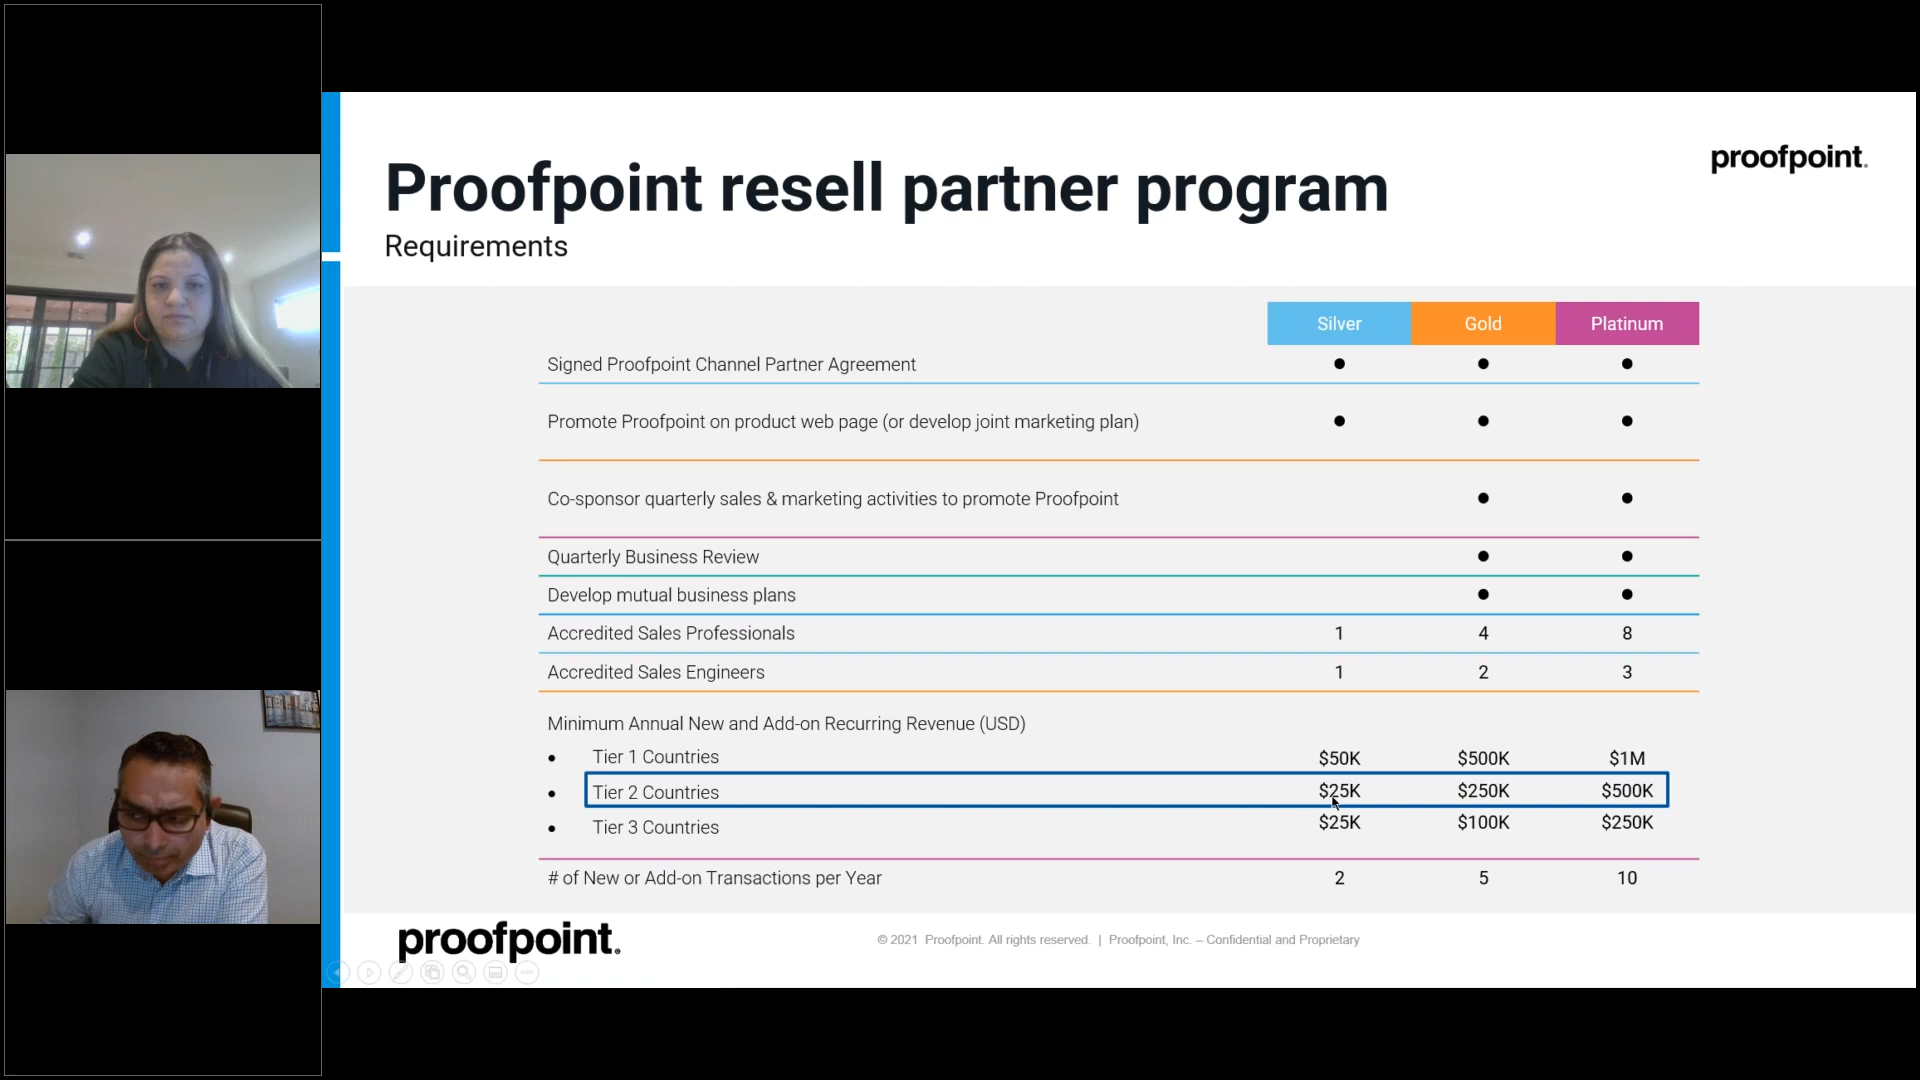 proofpoint.
Proofpoint resell partner program
Requirements
Silver Gold Platinum
Signed Proofpoint Channel Partner Agreement ● ● ●
Promote Proofpoint on product web page (or develop joint marketing plan) ● ● ●
Co-sponsor quarterly sales & marketing activities to promote Proofpoint ● ●
Quarterly Business Review ● ●
Develop mutual business plans ● ●
Accredited Sales Professionals 1 4 8
Accredited Sales Engineers 1 2 3
Minimum Annual New and Add-on Recurring Revenue (USD)
● Tier 1 Countries $50K $500K $1M
● Tier 2 Countries $25K $250K $500K
● Tier 3 Countries $25K $100K $250K
# of New or Add-on Transactions per Year 2 5 10
proofpoint.
© 2021 Proofpoint. All rights reserved. | Proofpoint, Inc. – Confidential and Proprietary